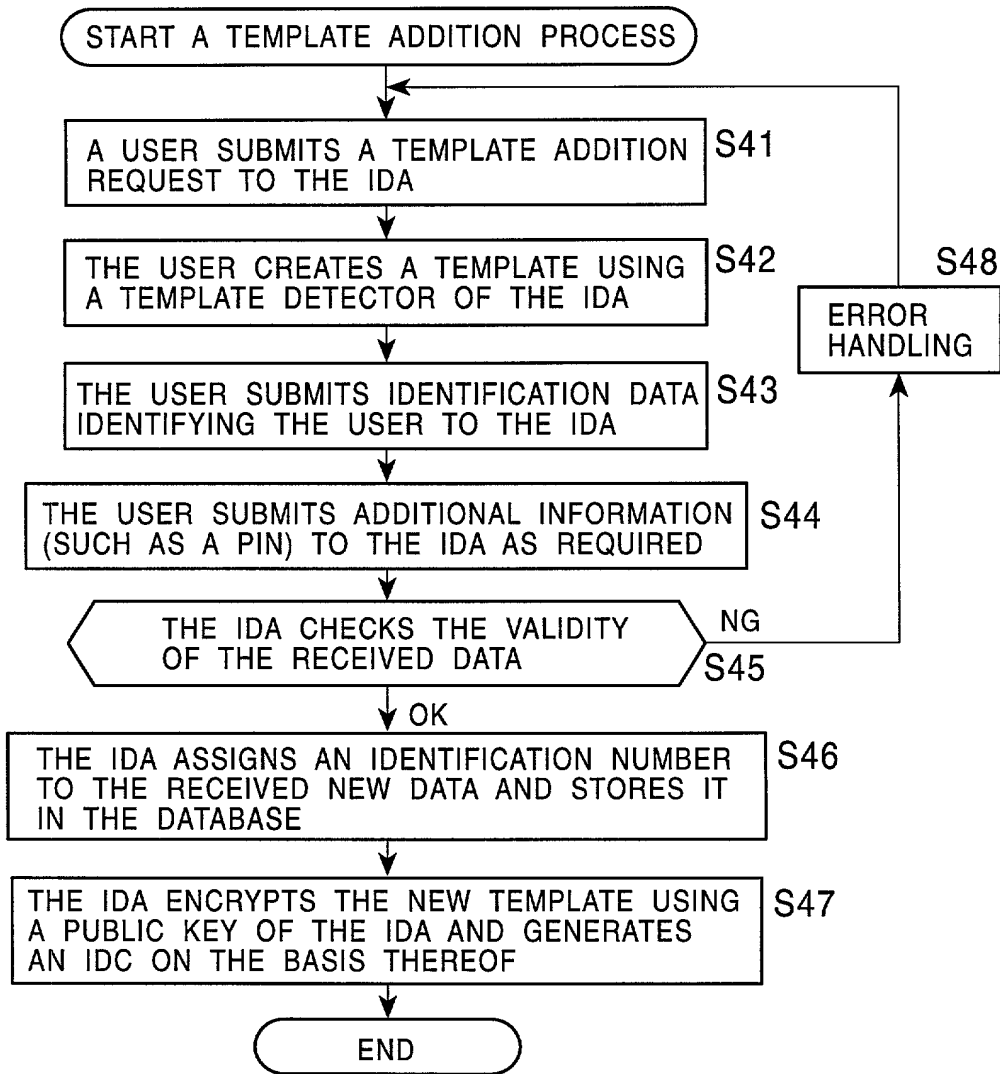 START A TEMPLATE ADDITION PROCESS
A USER SUBMITS A TEMPLATE ADDITION
REQUEST TO THE IDA
S41
THE USER CREATES A TEMPLATE USING
A TEMPLATE DETECTOR OF THE IDA
S42
S48
ERROR
HANDLING
THE USER SUBMITS IDENTIFICATION DATA
IDENTIFYING THE USER TO THE IDA
S43
THE USER SUBMITS ADDITIONAL INFORMATION
(SUCH AS A PIN) TO THE IDA AS REQUIRED
S44
THE IDA CHECKS THE VALIDITY
OF THE RECEIVED DATA
NG
S45
OK
THE IDA ASSIGNS AN IDENTIFICATION NUMBER
TO THE RECEIVED NEW DATA AND STORES IT
IN THE DATABASE
S46
THE IDA ENCRYPTS THE NEW TEMPLATE USING
A PUBLIC KEY OF THE IDA AND GENERATES
AN IDC ON THE BASIS THEREOF
S47
END